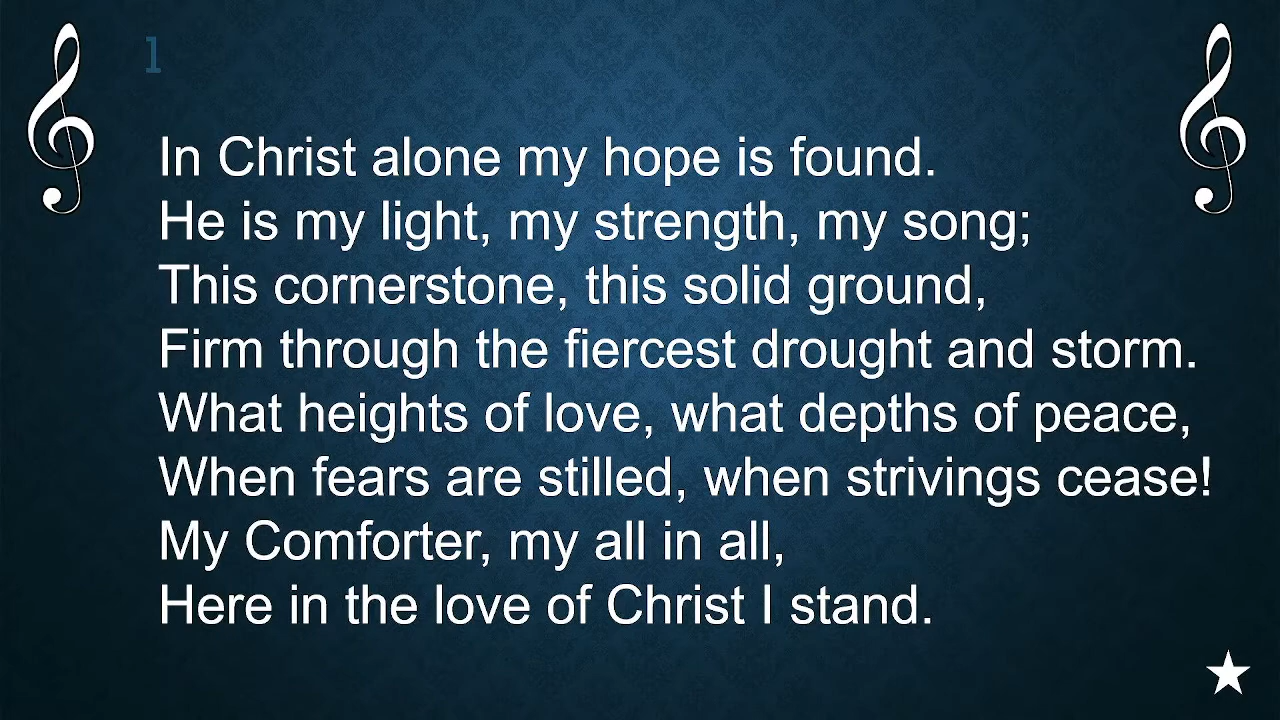 1
In Christ alone my hope is found.
He is my light, my strength, my song;
This cornerstone, this solid ground,
Firm through the fiercest drought and storm.
What heights of love, what depths of peace,
When fears are stilled, when strivings cease!
My Comforter, my all in all,
Here in the love of Christ I stand.